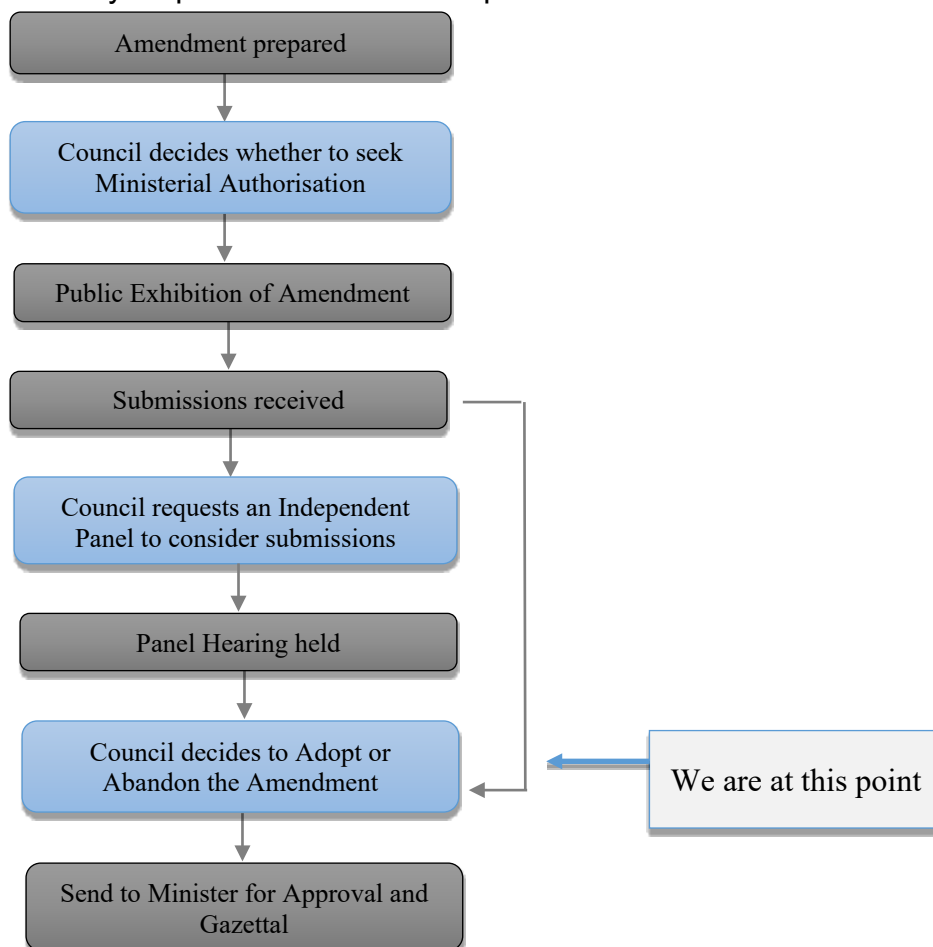 Amendment prepared
Council decides whether to seek
Ministerial Authorisation
Public Exhibition of Amendment
Submissions received
Council requests an Independent
Panel to consider submissions
Panel Hearing held
Council decides to Adopt or
Abandon the Amendment
We are at this point
Send to Minister for Approval and
Gazettal